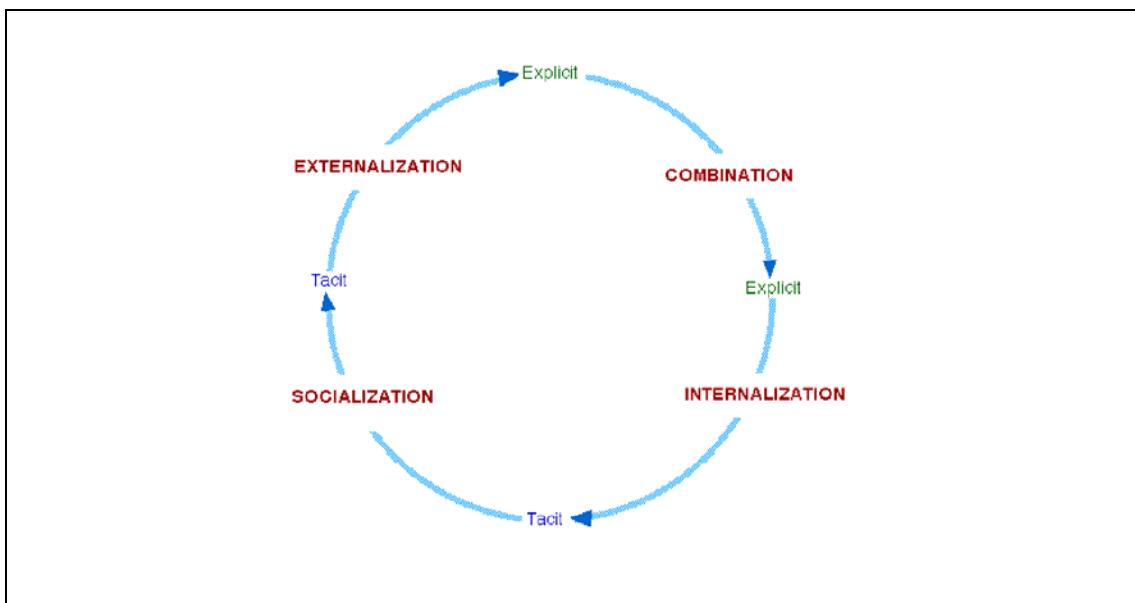 Explicit
EXTERNALIZATION
COMBINATION
Tacit
Explicit
SOCIALIZATION
INTERNALIZATION
Tacit